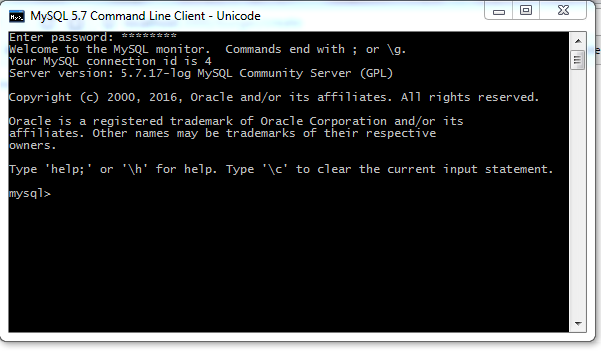 MySQL 5.7 Command Line Client - Unicode
Enter password: ********
Welcome to the MySQL monitor.  Commands end with ; or \g.
Your MySQL connection id is 4
Server version: 5.7.17-log MySQL Community Server (GPL)
Copyright (c) 2000, 2016, Oracle and/or its affiliates. All rights reserved.
Oracle is a registered trademark of Oracle Corporation and/or its
affiliates. Other names may be trademarks of their respective
owners.
Type 'help;' or '\h' for help. Type '\c' to clear the current input statement.
mysql>